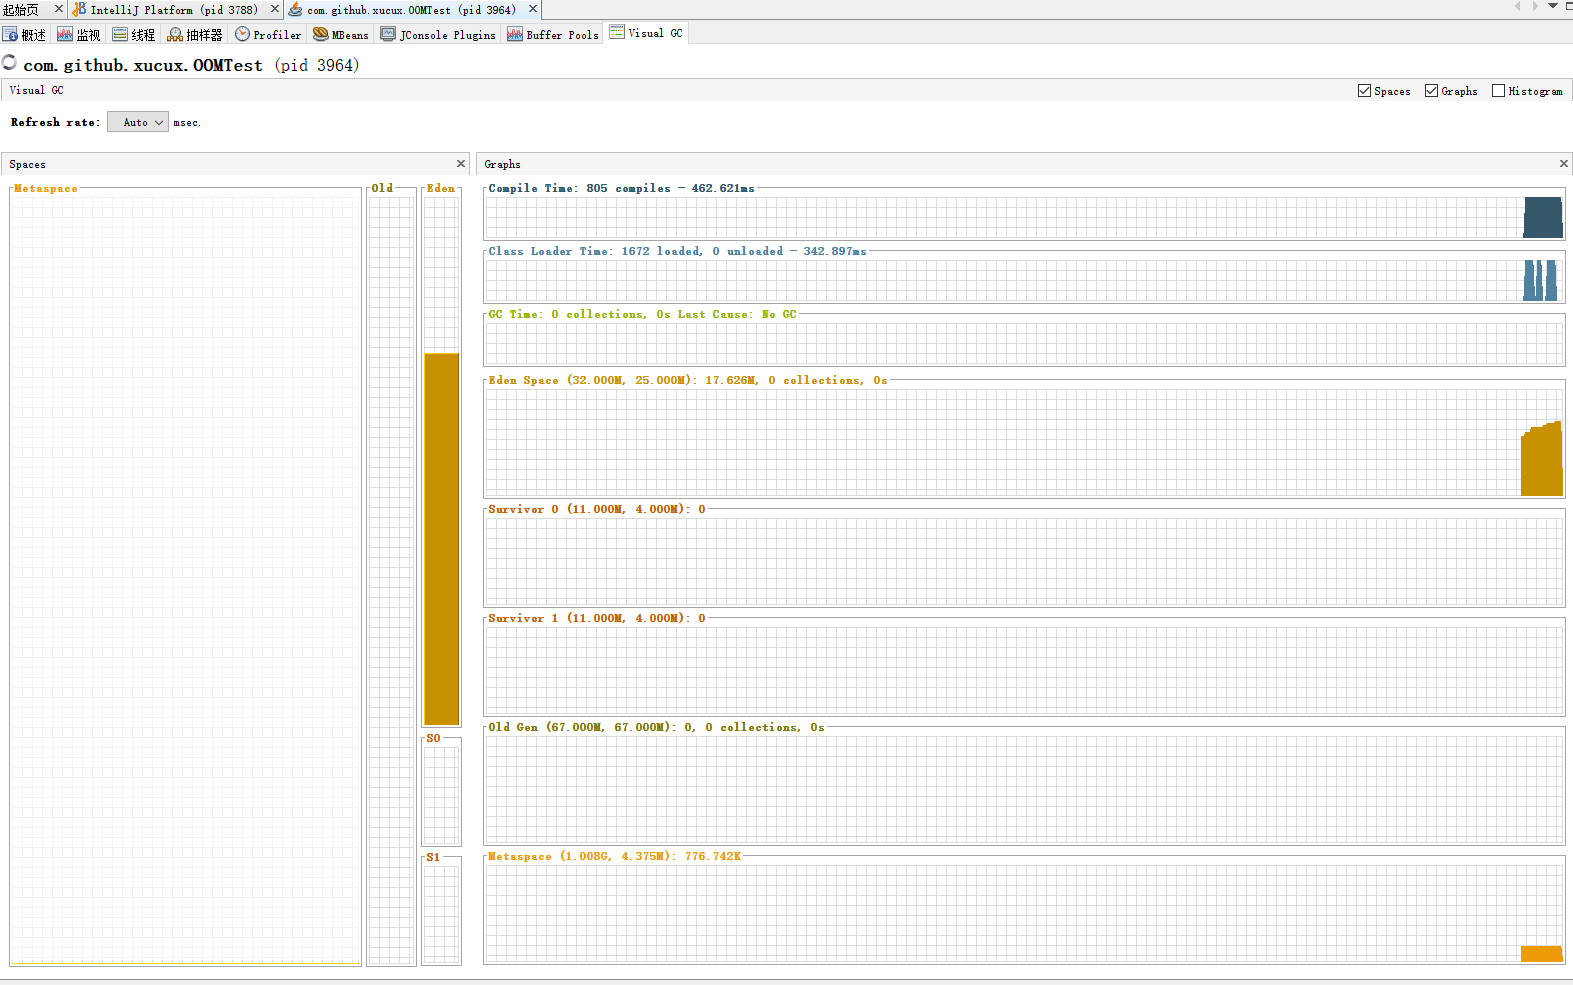 起始页 IntelliJ Platform (pid 3788) com.github.xucux.OOMTest (pid 3964)
概述 监视 线程 抽样器 Profiler MBeans JConsole Plugins Buffer Pools Visual GC
com.github.xucux.OOMTest (pid 3964)
Visual GC Spaces Graphs Histogram
Refresh rate: Auto msec.
Spaces
Metaspace Old Eden
S0
S1
Graphs
Compile Time: 805 compiles - 462.621ms
Class Loader Time: 1672 loaded, 0 unloaded - 342.897ms
GC Time: 0 collections, 0s Last Cause: No GC
Eden Space (32.000M, 25.000M): 17.626M, 0 collections, 0s
Survivor 0 (11.000M, 4.000M): 0
Survivor 1 (11.000M, 4.000M): 0
Old Gen (67.000M, 67.000M): 0, 0 collections, 0s
Metaspace (1.008G, 4.375M): 776.742K